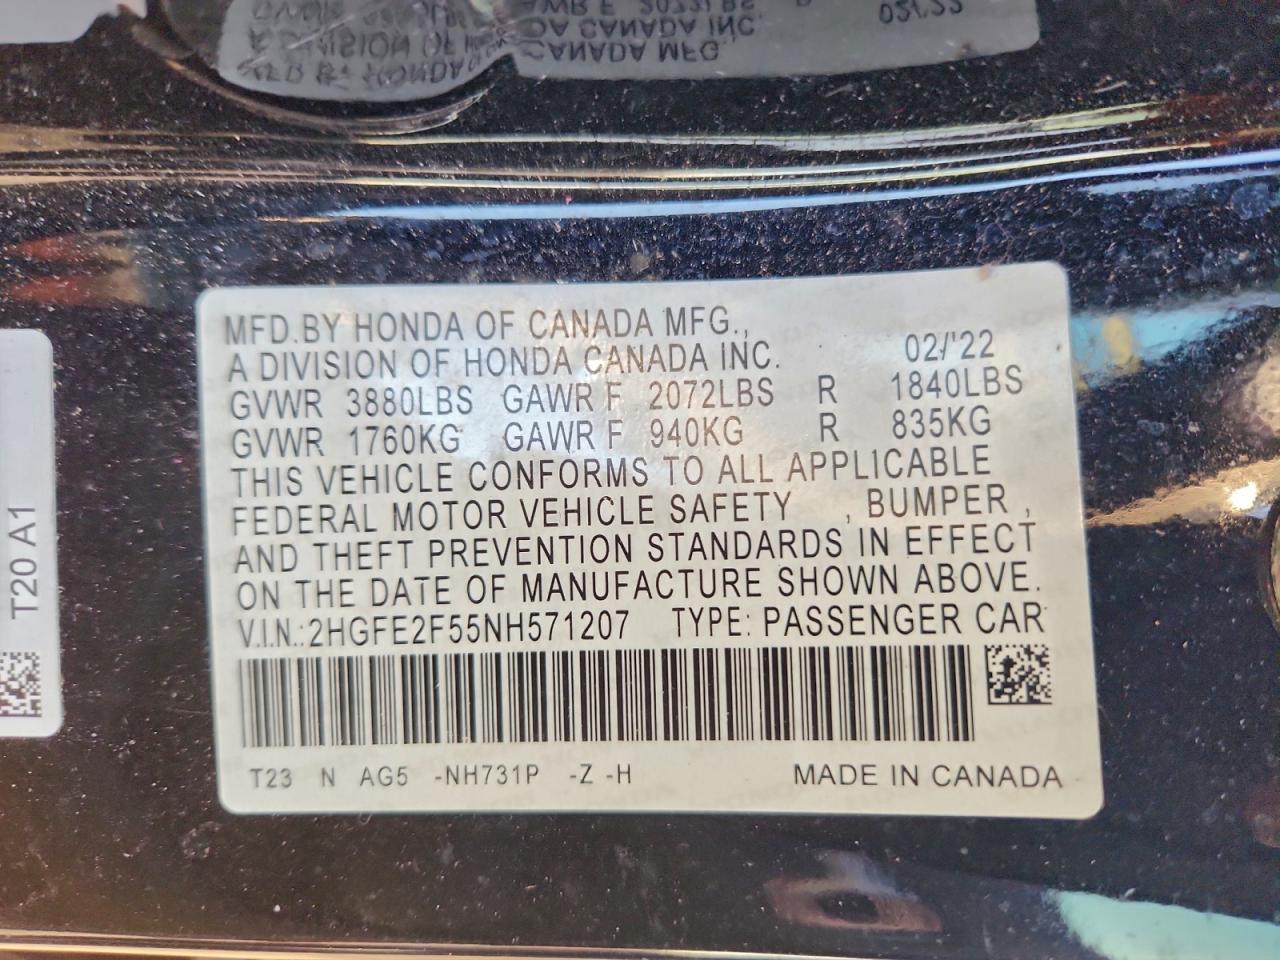 MFD.BY HONDA OF CANADA MFG.,
A DIVISION OF HONDA CANADA INC. 02/'22
GVWR 3880LBS GAWR F 2072LBS R 1840LBS
GVWR 1760KG GAWR F 940KG R 835KG
THIS VEHICLE CONFORMS TO ALL APPLICABLE
FEDERAL MOTOR VEHICLE SAFETY , BUMPER ,
AND THEFT PREVENTION STANDARDS IN EFFECT
ON THE DATE OF MANUFACTURE SHOWN ABOVE.
V.I.N.:2HGFE2F55NH571207 TYPE: PASSENGER CAR
T23 N AG5 -NH731P -Z -H MADE IN CANADA
T20 A1